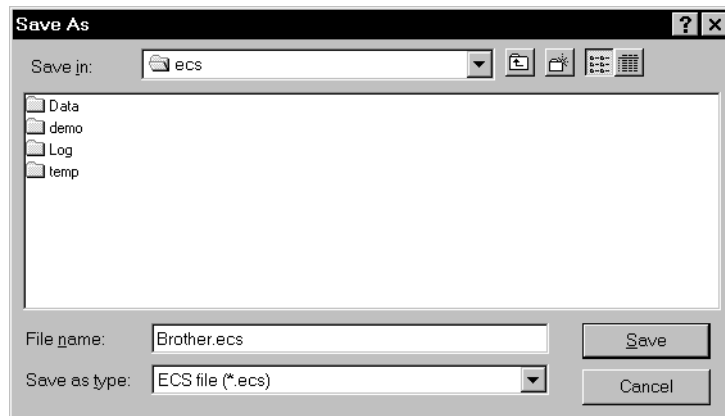 Save As
Save in:
ecs
Data
demo
Log
temp
File name:
Brother.ecs
Save
Save as type:
ECS file (*.ecs)
Cancel